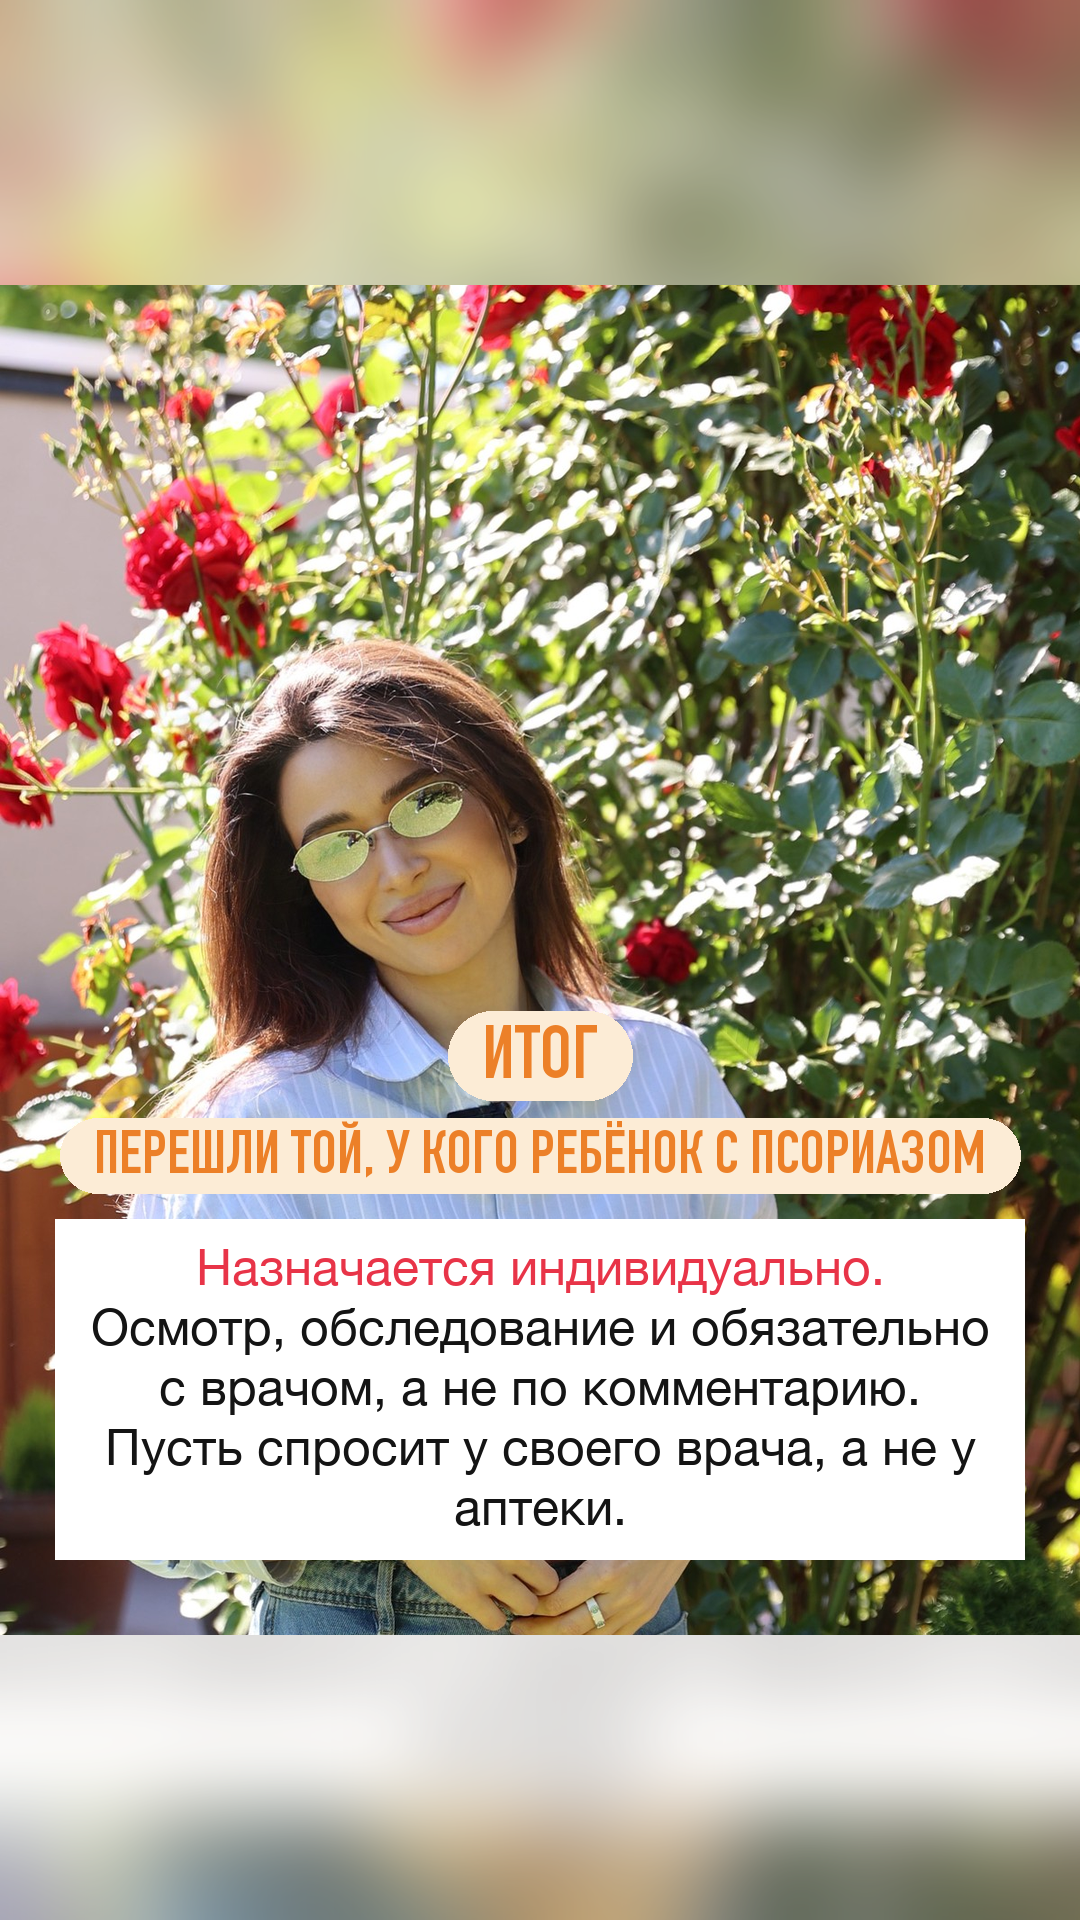 ИТОГ
ПЕРЕШЛИ ТОЙ, У КОГО РЕБЁНОК С ПСОРИАЗОМ
Назначается индивидуально.
Осмотр, обследование и обязательно
с врачом, а не по комментарию.
Пусть спросит у своего врача, а не у
аптеки.